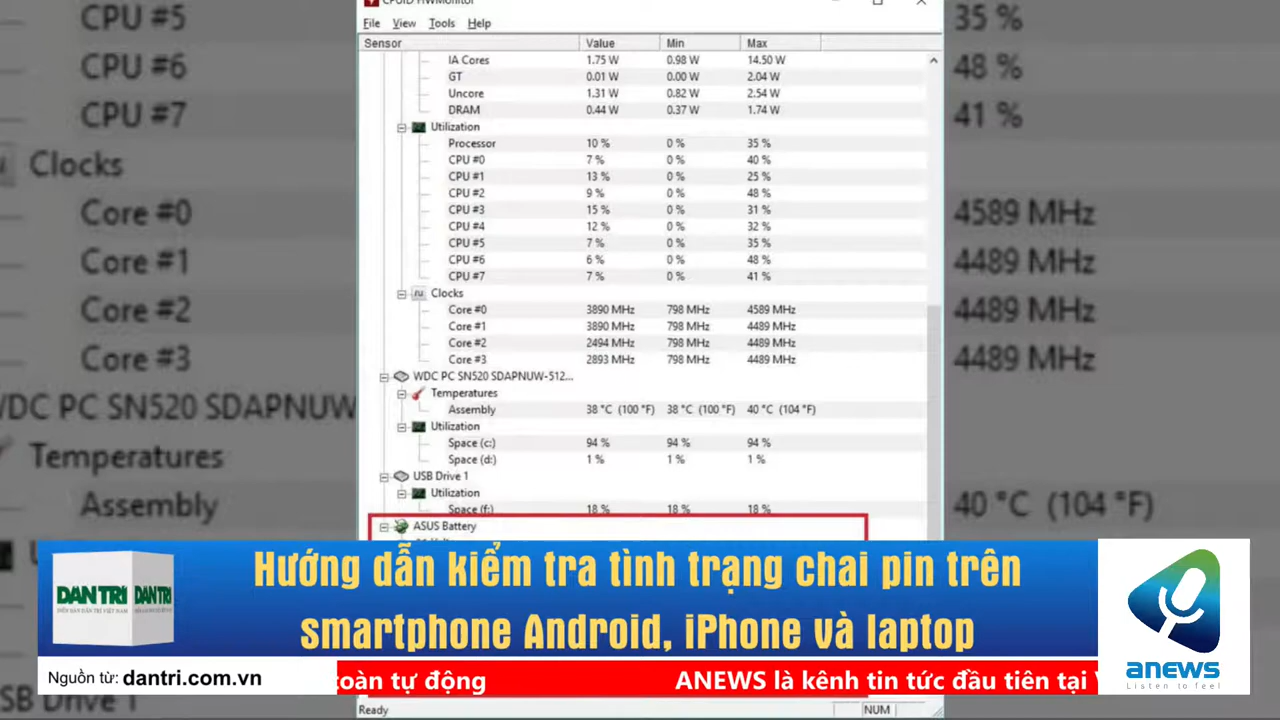 CPUID HWMonitor
File View Tools Help
Sensor Value Min Max
IA Cores 1.75 W 0.98 W 14.50 W
GT 0.01 W 0.00 W 2.04 W
Uncore 1.31 W 0.82 W 2.54 W
DRAM 0.44 W 0.37 W 1.74 W
Utilization
Processor 10 % 0 % 35 %
CPU #0 7 % 0 % 40 %
CPU #1 13 % 0 % 25 %
CPU #2 9 % 0 % 48 %
CPU #3 15 % 0 % 31 %
CPU #4 12 % 0 % 32 %
CPU #5 7 % 0 % 35 %
CPU #6 6 % 0 % 48 %
CPU #7 7 % 0 % 41 %
Clocks
Core #0 3890 MHz 798 MHz 4589 MHz
Core #1 3890 MHz 798 MHz 4489 MHz
Core #2 2494 MHz 798 MHz 4489 MHz
Core #3 2893 MHz 798 MHz 4489 MHz
WDC PC SN520 SDAPNUW-512...
Temperatures
Assembly 38 °C (100 °F) 38 °C (100 °F) 40 °C (104 °F)
Utilization
Space (c:) 94 % 94 % 94 %
Space (d:) 1 % 1 % 1 %
USB Drive 1
Utilization
Space (f:) 18 % 18 % 18 %
ASUS Battery
Ready NUM
CPU #5 35 %
CPU #6 48 %
CPU #7 41 %
Clocks
Core #0 4589 MHz
Core #1 4489 MHz
Core #2 4489 MHz
Core #3 4489 MHz
WDC PC SN520 SDAPNUW
Temperatures
Assembly 40 °C (104 °F)
SB Drive 1
DAN TRI DANTRI
Hướng dẫn kiểm tra tình trạng chai pin trên
smartphone Android, iPhone và laptop
Nguồn từ: dantri.com.vn
toàn tự động ANEWS là kênh tin tức đầu tiên tại
anews
Listen to feel